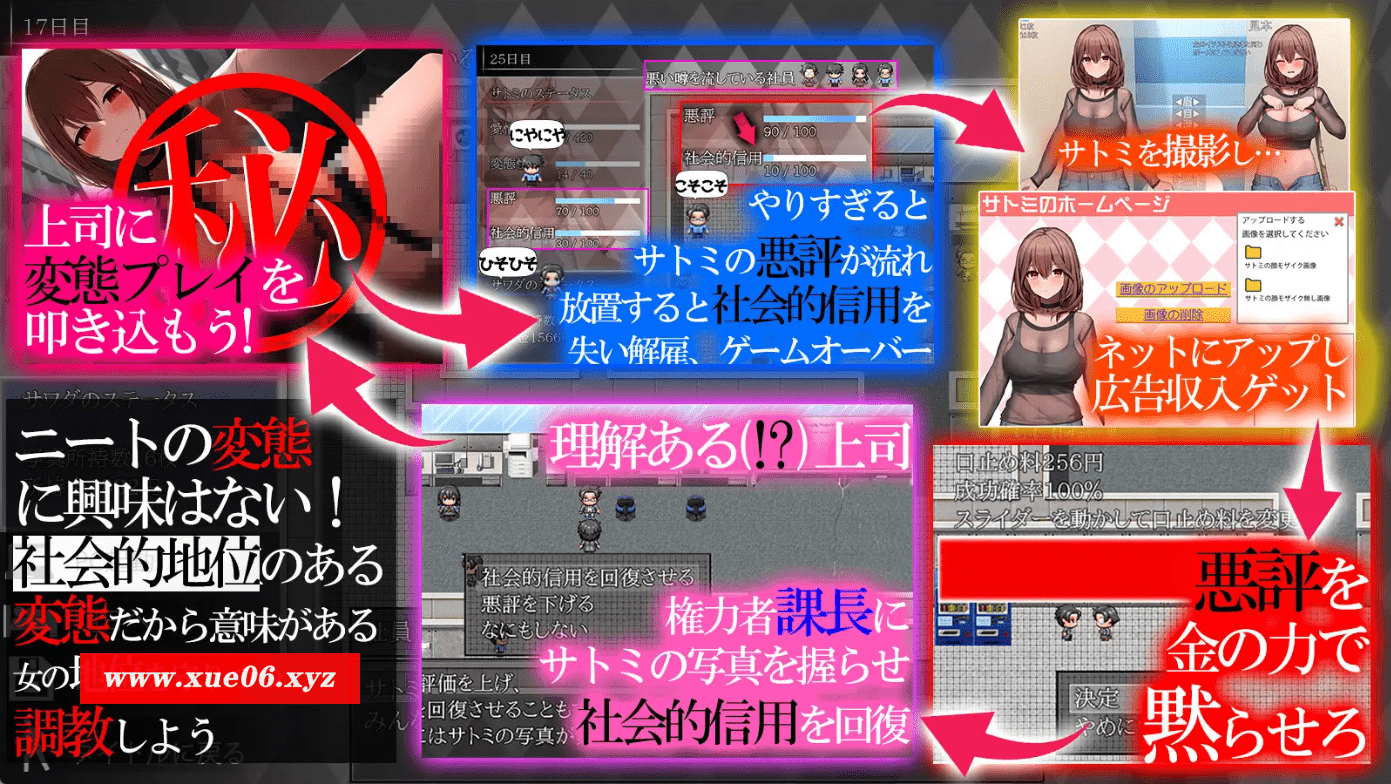 17日目
秘
上司に
変態プレイを
叩き込もう!
25日目
サトミのステータス
にやにや
420
変態
14 / 40
悪評
70 / 100
社会的信用
30 / 100
ひそひそ
悪い噂を流している社員
悪評
90 / 100
社会的信用
10 / 100
こそこそ
やりすぎると
サトミの悪評が流れ
放置すると社会的信用を
失い解雇、ゲームオーバー
見本
サトミを撮影し…
サトミのホームページ
アップロードする
画像を選択してください
サトミの顔モザイク画像
サトミの顔モザイク無し画像
画像のアップロード
画像の削除
ネットにアップし
広告収入ゲット
サワダのステータス
ニートの変態
に興味はない!
社会的地位のある
変態だから意味がある
女の
www.xue06.xyz
調教しよう
タイトルに戻る
理解ある(!?)上司
社会的信用を回復させる
悪評を下げる
なにもしない
権力者課長に
サトミの写真を握らせ
社会的信用を回復
評価を上げ、
回復させることも
にはサトミの写真が
口止め料256円
成功確率100%
スライダーを動かして口止め料を変更
悪評を
金の力で
黙らせろ
決定
やめに